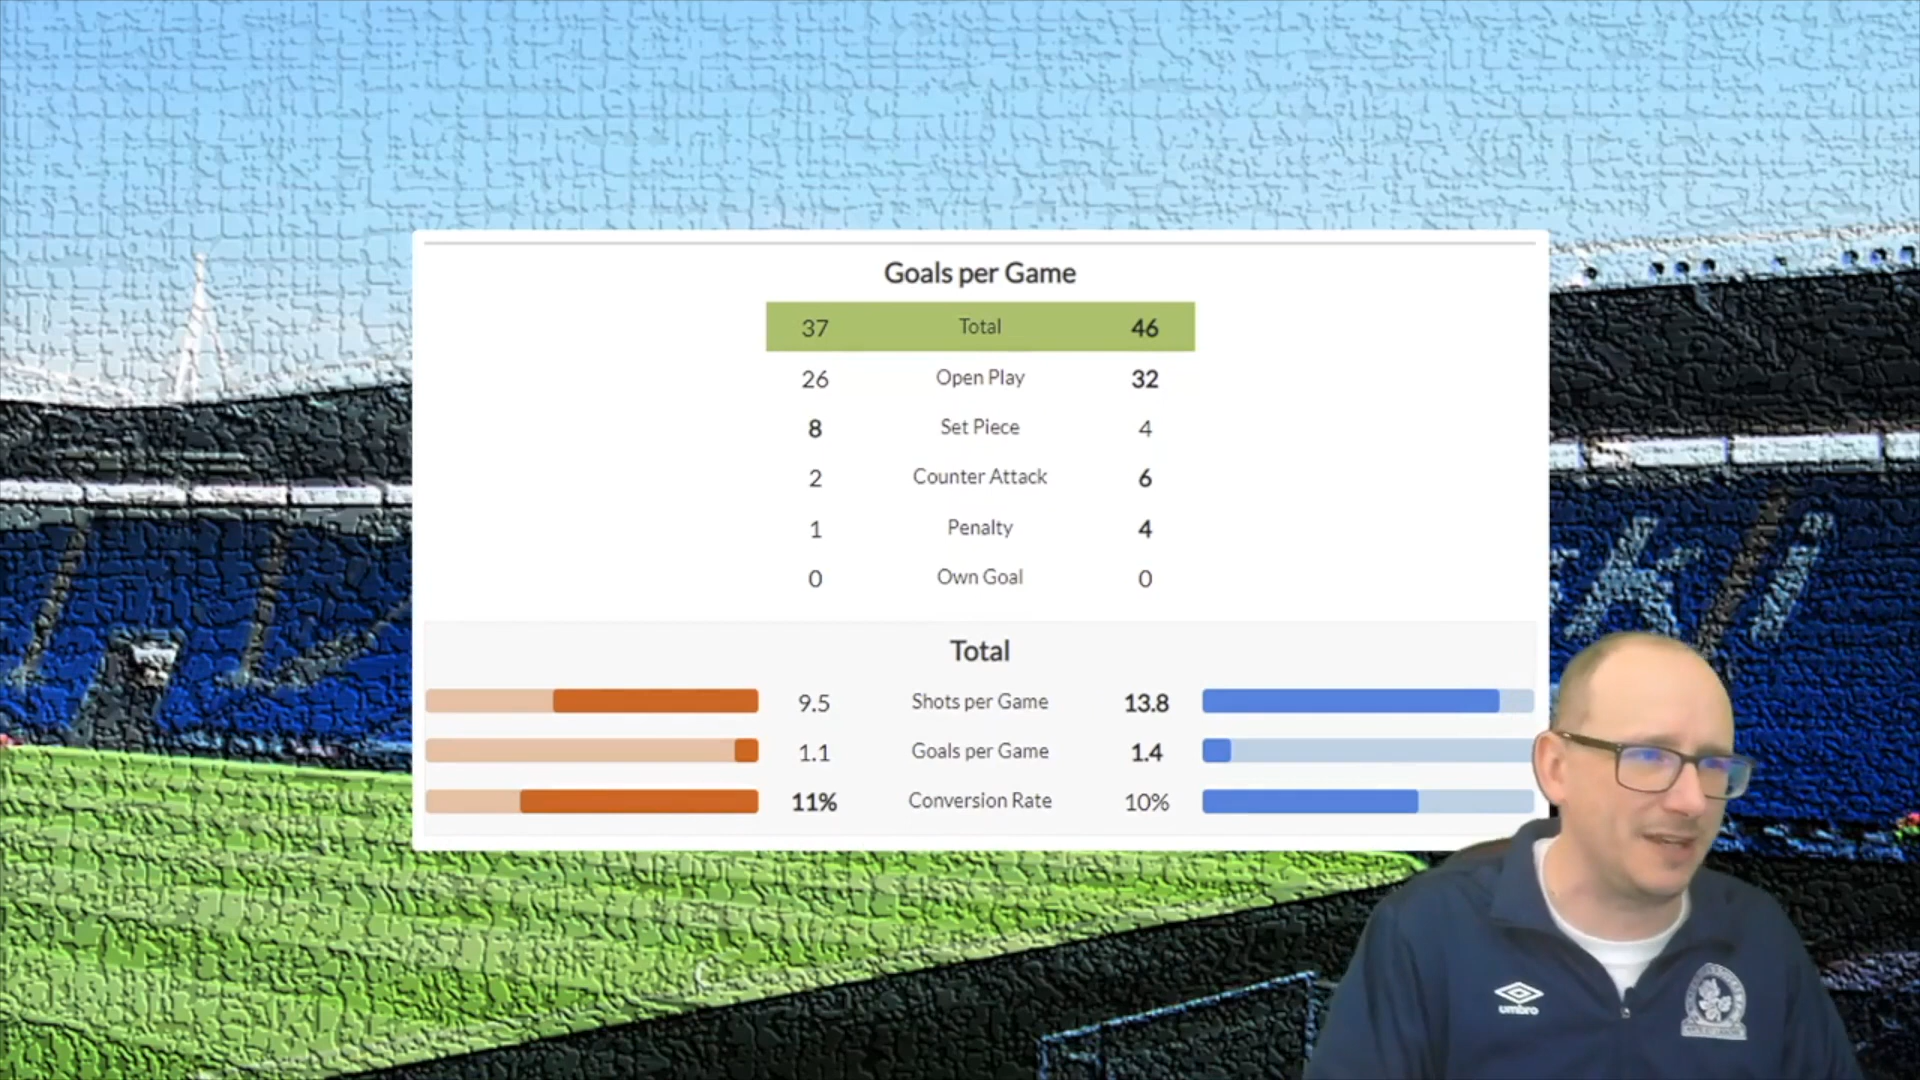 Goals per Game
37 Total 46
26 Open Play 32
8 Set Piece 4
2 Counter Attack 6
1 Penalty 4
0 Own Goal 0
Total
9.5 Shots per Game 13.8
1.1 Goals per Game 1.4
11% Conversion Rate 10%
umbro